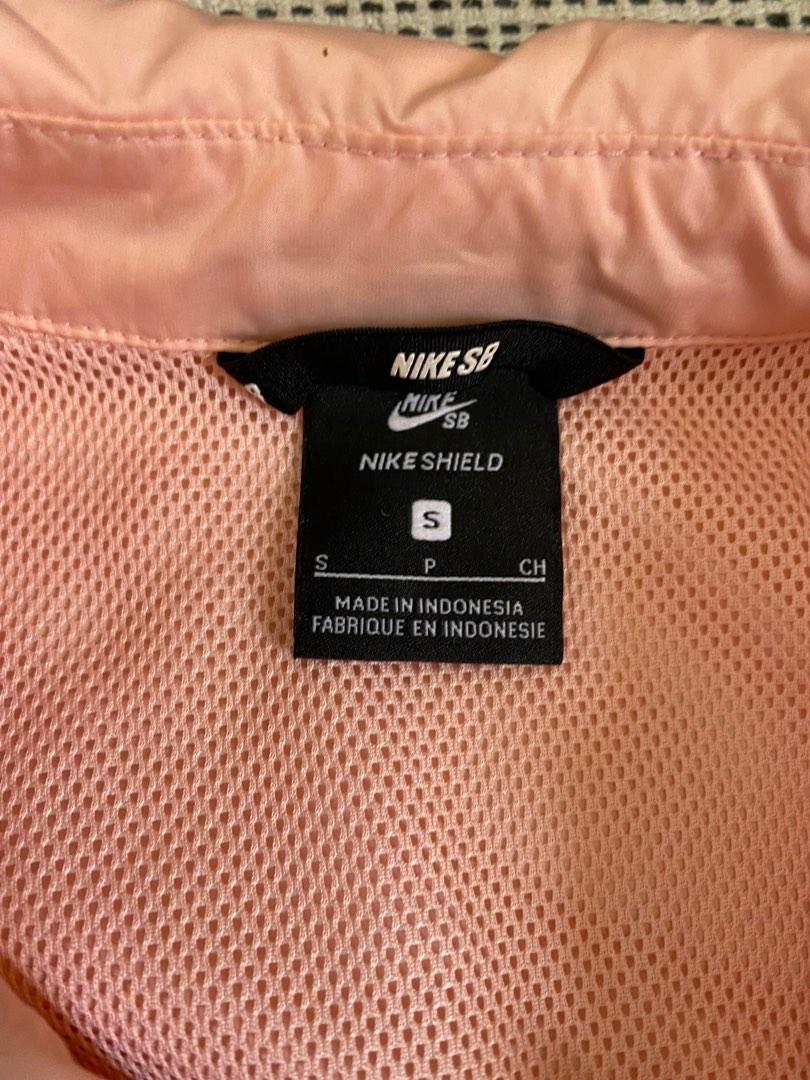 NIKE SB
NIKE
SB
NIKE SHIELD
S
S P CH
MADE IN INDONESIA
FABRIQUE EN INDONESIE